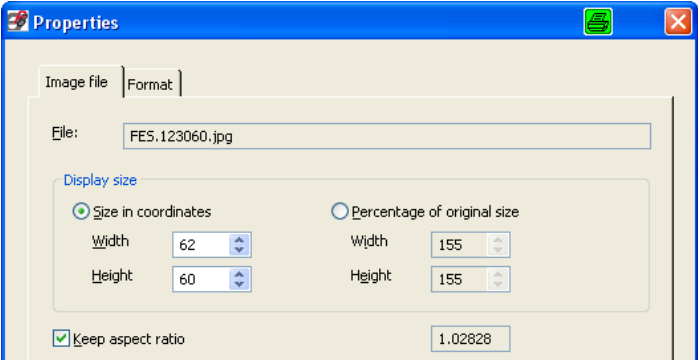 Properties
Image file Format
File: FES.123060.jpg
Display size
Size in coordinates Percentage of original size
Width 62 Width 155
Height 60 Height 155
Keep aspect ratio 1.02828